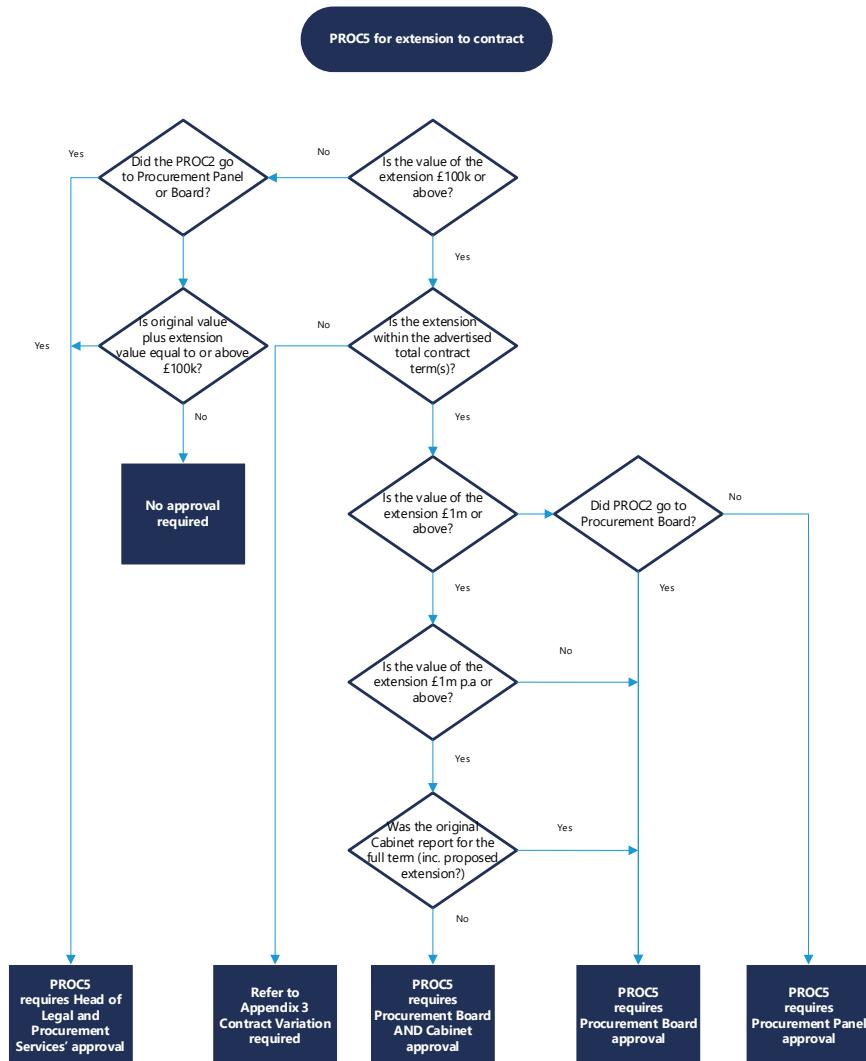 PROC5 for extension to contract
Yes
Did the PROC2 go
to Procurement Panel
or Board?
No
Is the value of the
extension £100k or
above?
Yes
Yes
Is original value
plus extension
value equal to or above
£100k?
No
Is the extension
within the advertised
total contract
term(s)?
No
Yes
No approval
required
Is the value of the
extension £1m or
above?
Did PROC2 go to
Procurement Board?
No
Yes
Yes
Is the value of the
extension £1m p.a or
above?
No
Yes
Was the original
Cabinet report for the
full term (inc. proposed
extension?)
Yes
No
PROC5
requires Head of
Legal and
Procurement
Services’ approval
Refer to
Appendix 3
Contract Variation
required
PROC5
requires
Procurement Board
AND Cabinet
approval
PROC5
requires
Procurement Board
approval
PROC5
requires
Procurement Panel
approval